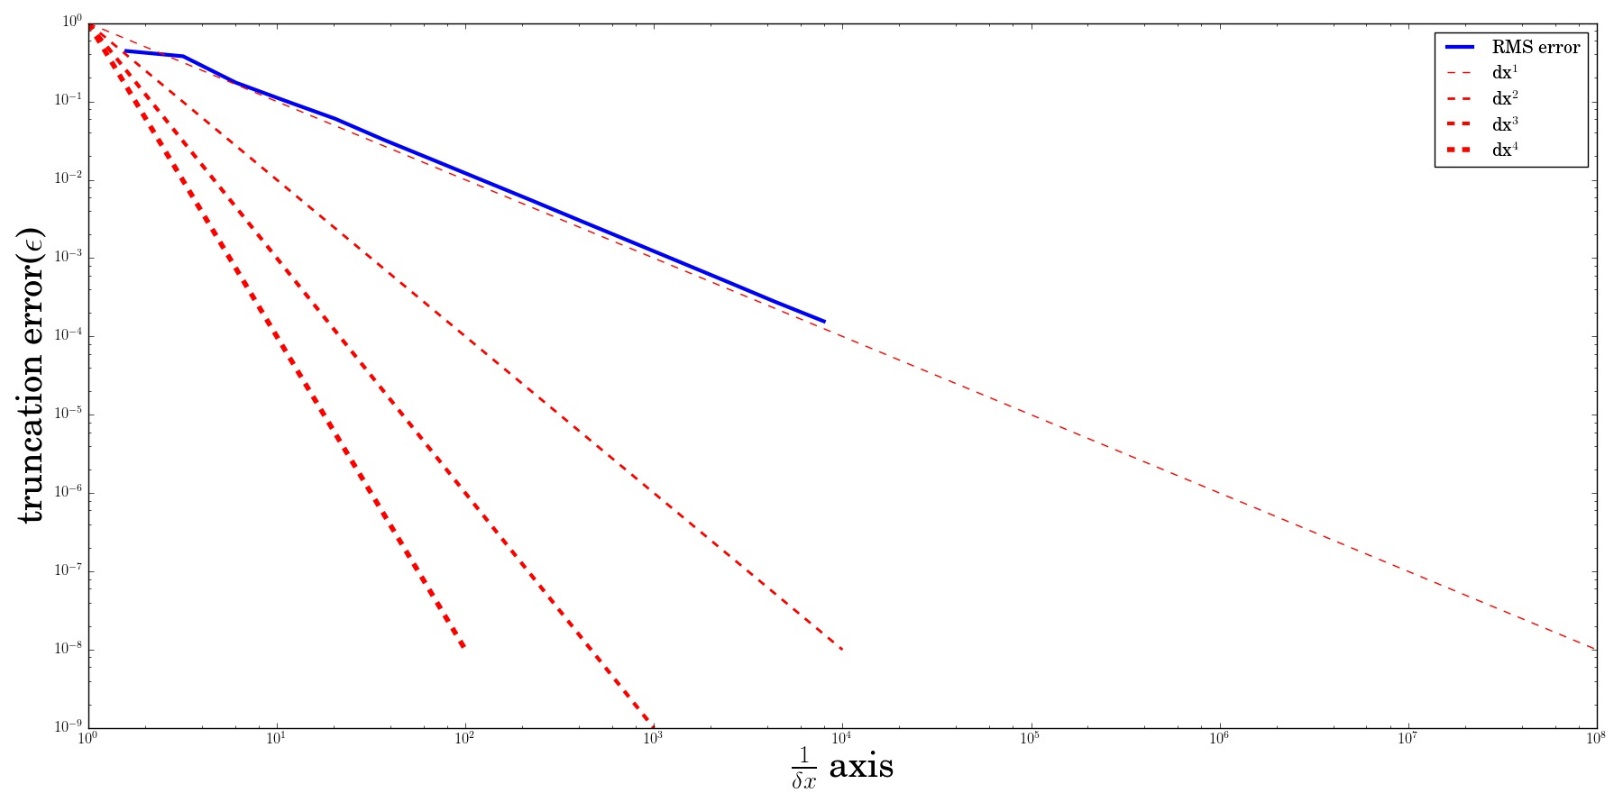 10⁰
10⁻¹
10⁻²
10⁻³
10⁻⁴
10⁻⁵
10⁻⁶
10⁻⁷
10⁻⁸
10⁻⁹
truncation error(ϵ)
RMS error
dx¹
dx²
dx³
dx⁴
10⁰ 10¹ 10² 10³ 10⁴ 10⁵ 10⁶ 10⁷ 10⁸
1/δx axis